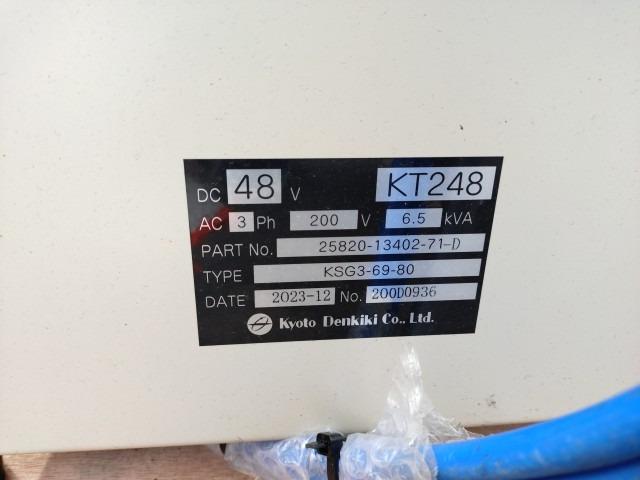 DC 48 V KT248
AC 3 Ph 200 V 6.5 kVA
PART No. 25820-13402-71-D
TYPE KSG3-69-80
DATE 2023-12 No. 200D0936
Kyoto Denkiki Co., Ltd.